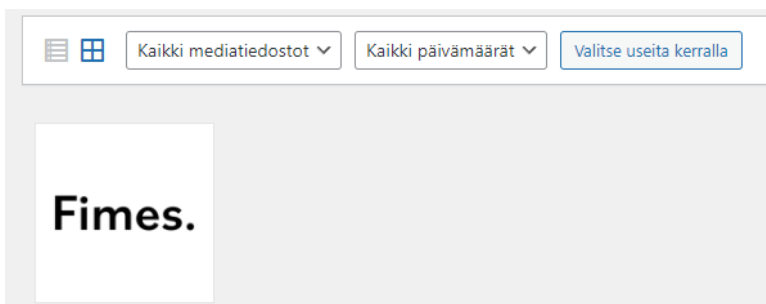 Kaikki mediatiedostot
Kaikki päivämäärät
Valitse useita kerralla
Fimes.